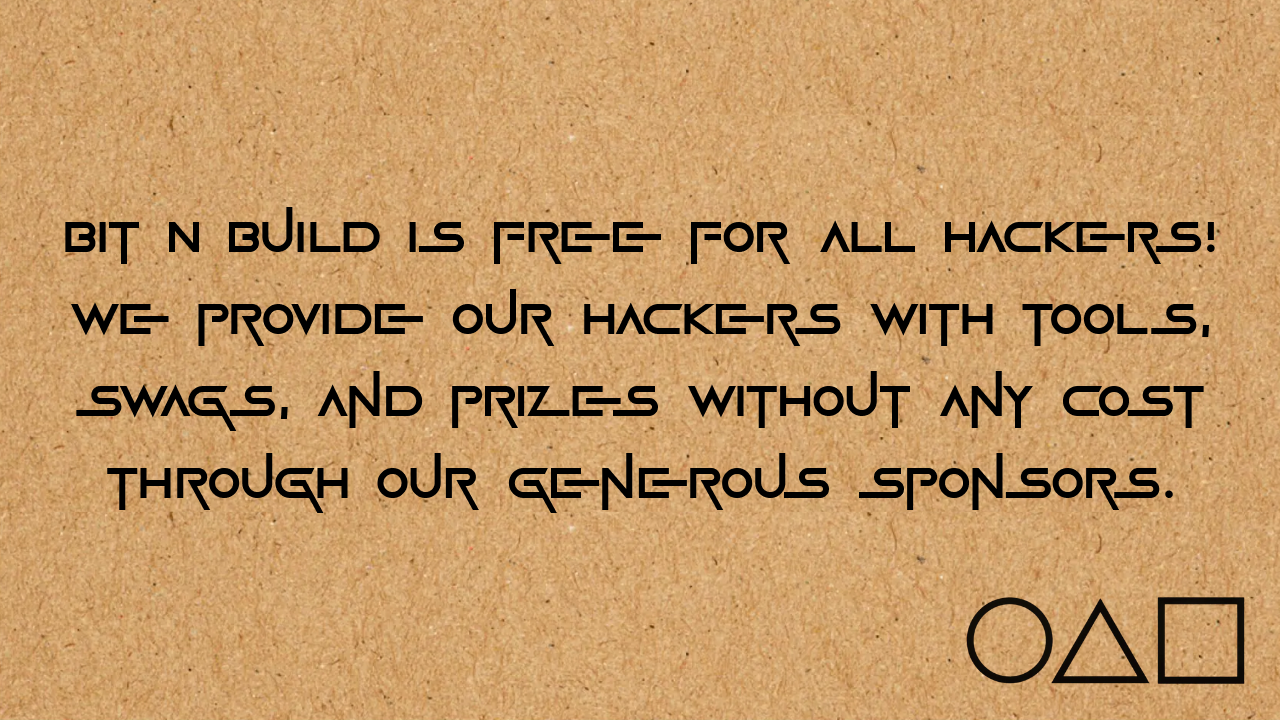 BIT N BUILD IS FREE FOR ALL HACKERS!
WE PROVIDE OUR HACKERS WITH TOOLS,
SWAGS, AND PRIZES WITHOUT ANY COST
THROUGH OUR GENEROUS SPONSORS.